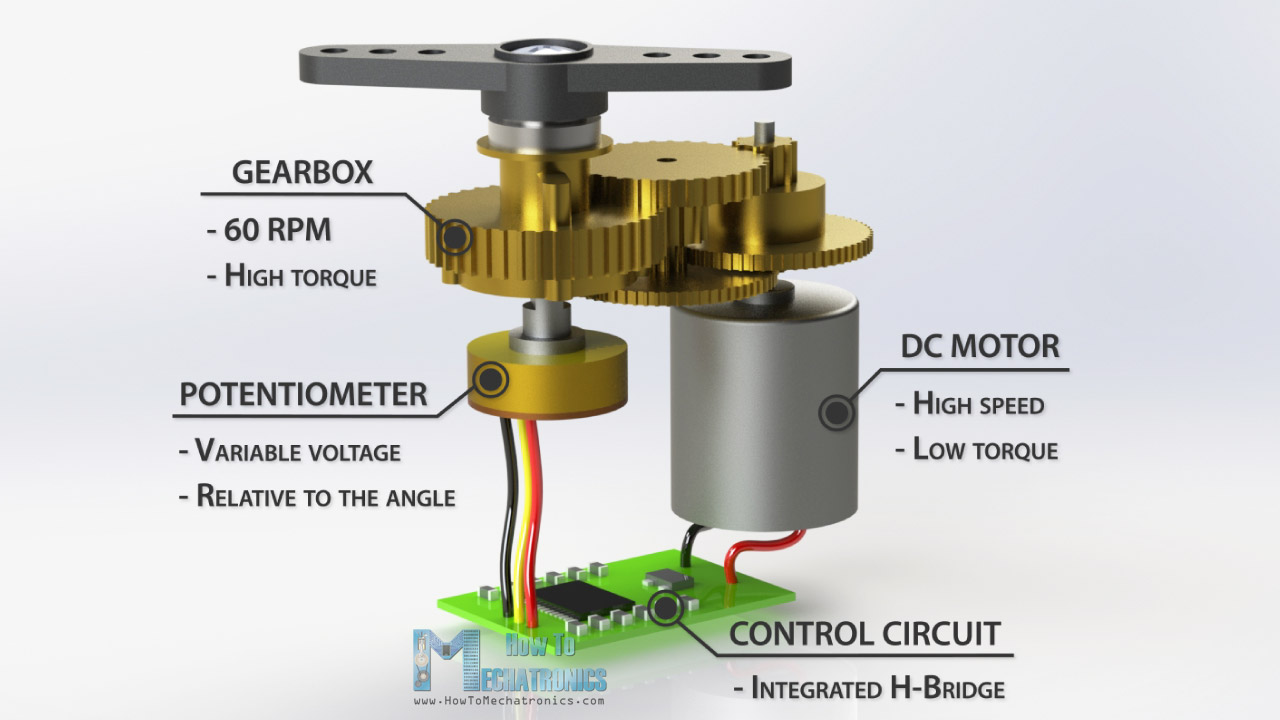 GEARBOX
- 60 RPM
- HIGH TORQUE
POTENTIOMETER
- VARIABLE VOLTAGE
- RELATIVE TO THE ANGLE
DC MOTOR
- HIGH SPEED
- LOW TORQUE
CONTROL CIRCUIT
- INTEGRATED H-BRIDGE
HOW TO
MECHATRONICS
www.HowToMechatronics.com